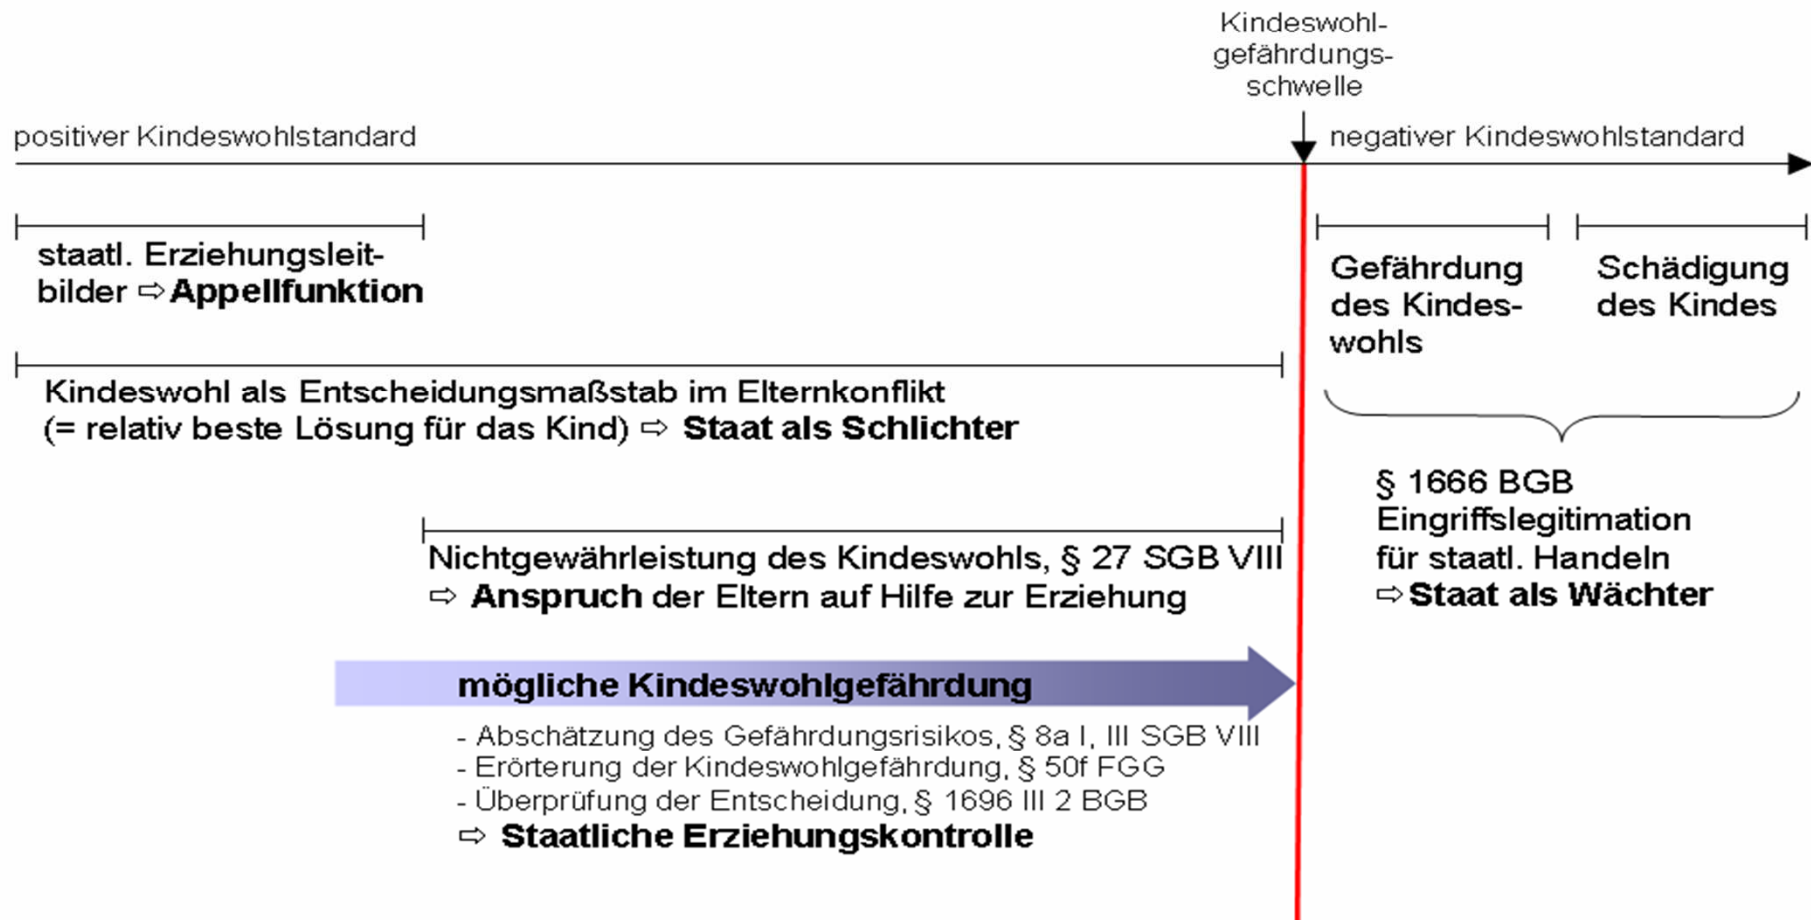 Kindeswohl-
gefährdungs-
schwelle
positiver Kindeswohlstandard
negativer Kindeswohlstandard
staatl. Erziehungsleit-
bilder ⇨ Appellfunktion
Gefährdung
des Kindes-
wohls
Schädigung
des Kindes
Kindeswohl als Entscheidungsmaßstab im Elternkonflikt
(= relativ beste Lösung für das Kind) ⇨ Staat als Schlichter
§ 1666 BGB
Eingriffslegitimation
für staatl. Handeln
⇨ Staat als Wächter
Nichtgewährleistung des Kindeswohls, § 27 SGB VIII
⇨ Anspruch der Eltern auf Hilfe zur Erziehung
mögliche Kindeswohlgefährdung
- Abschätzung des Gefährdungsrisikos, § 8a I, III SGB VIII
- Erörterung der Kindeswohlgefährdung, § 50f FGG
- Überprüfung der Entscheidung, § 1696 III 2 BGB
⇨ Staatliche Erziehungskontrolle